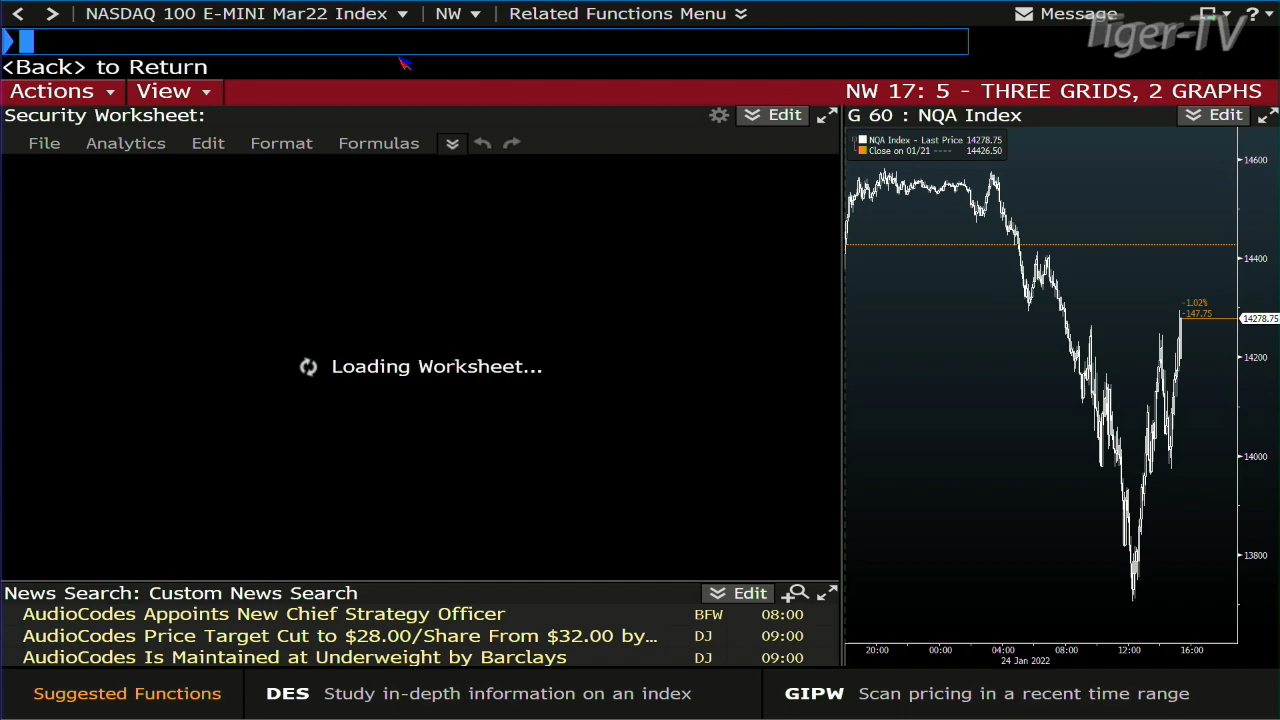 NASDAQ 100 E-MINI Mar22 Index NW Related Functions Menu Message ?
Tiger-TV
<Back> to Return
Actions View NW 17: 5 - THREE GRIDS, 2 GRAPHS
Security Worksheet: Edit G 60 : NQA Index Edit
File Analytics Edit Format Formulas
NQA Index - Last Price 14278.75
Close on 01/21 ---- 14426.50
14600
14400
-1.02%
-147.75
14278.75
14200
Loading Worksheet...
14000
13800
News Search: Custom News Search Edit
AudioCodes Appoints New Chief Strategy Officer BFW 08:00
AudioCodes Price Target Cut to $28.00/Share From $32.00 by... DJ 09:00
AudioCodes Is Maintained at Underweight by Barclays DJ 09:00
20:00 00:00 04:00 08:00 12:00 16:00
24 Jan 2022
Suggested Functions DES Study in-depth information on an index GIPW Scan pricing in a recent time range